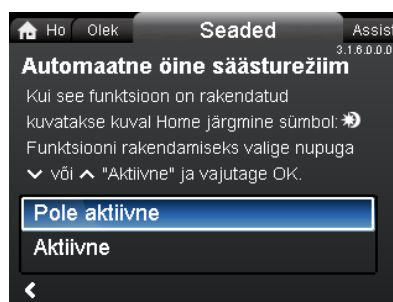 Ho Olek Seaded Assist
3.1.6.0.0.0
Automaatne öine säästurežiim
Kui see funktsioon on rakendatud
kuvatakse kuval Home järgmine sümbol:
Funktsiooni rakendamiseks valige nupuga
või "Aktiivne" ja vajutage OK.
Pole aktiivne
Aktiivne